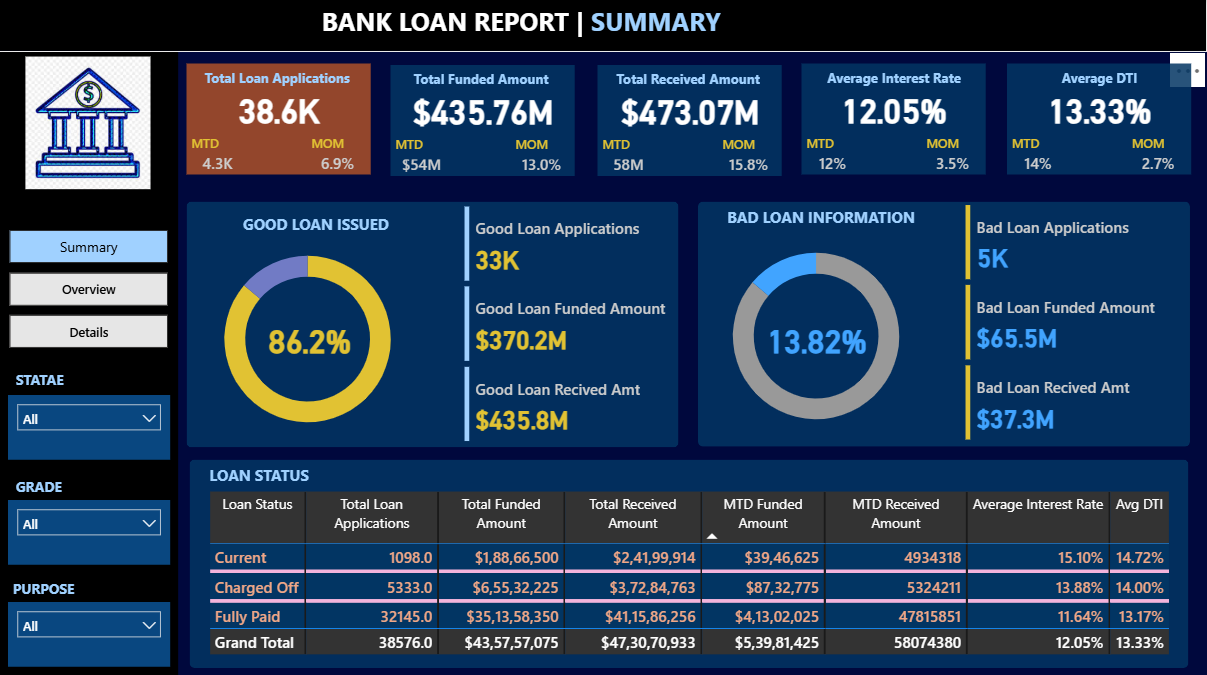 BANK LOAN REPORT | SUMMARY
$
Total Loan Applications
38.6K
MTD MOM
4.3K 6.9%
Total Funded Amount
$435.76M
MTD MOM
$54M 13.0%
Total Received Amount
$473.07M
MTD MOM
58M 15.8%
Average Interest Rate
12.05%
MTD MOM
12% 3.5%
Average DTI
13.33%
MTD MOM
14% 2.7%
Summary
Overview
Details
STATAE
All
GRADE
All
PURPOSE
All
GOOD LOAN ISSUED
86.2%
Good Loan Applications
33K
Good Loan Funded Amount
$370.2M
Good Loan Recived Amt
$435.8M
BAD LOAN INFORMATION
13.82%
Bad Loan Applications
5K
Bad Loan Funded Amount
$65.5M
Bad Loan Recived Amt
$37.3M
LOAN STATUS
Loan Status Total Loan Total Funded Total Received MTD Funded MTD Received Average Interest Rate Avg DTI
Applications Amount Amount Amount Amount
Current 1098.0 $1,88,66,500 $2,41,99,914 $39,46,625 4934318 15.10% 14.72%
Charged Off 5333.0 $6,55,32,225 $3,72,84,763 $87,32,775 5324211 13.88% 14.00%
Fully Paid 32145.0 $35,13,58,350 $41,15,86,256 $4,13,02,025 47815851 11.64% 13.17%
Grand Total 38576.0 $43,57,57,075 $47,30,70,933 $5,39,81,425 58074380 12.05% 13.33%